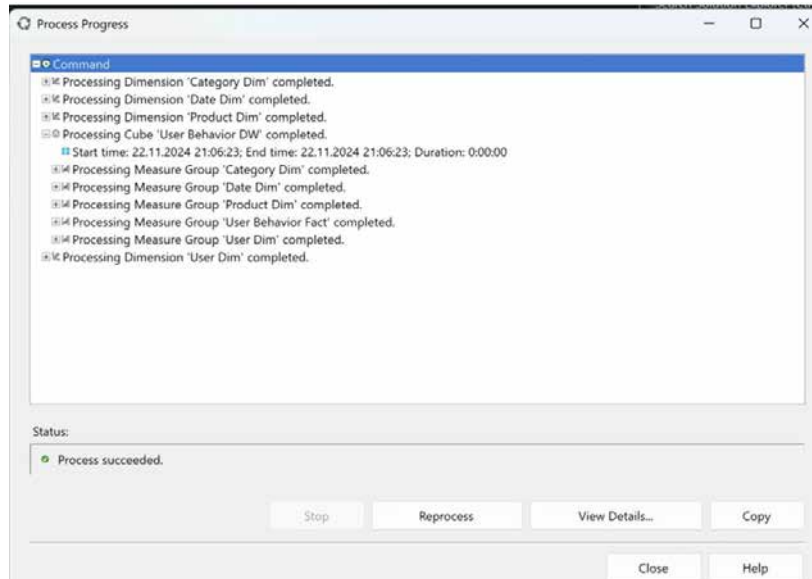 Process Progress
Command
Processing Dimension 'Category Dim' completed.
Processing Dimension 'Date Dim' completed.
Processing Dimension 'Product Dim' completed.
Processing Cube 'User Behavior DW' completed.
Start time: 22.11.2024 21:06:23; End time: 22.11.2024 21:06:23; Duration: 0:00:00
Processing Measure Group 'Category Dim' completed.
Processing Measure Group 'Date Dim' completed.
Processing Measure Group 'Product Dim' completed.
Processing Measure Group 'User Behavior Fact' completed.
Processing Measure Group 'User Dim' completed.
Processing Dimension 'User Dim' completed.
Status:
Process succeeded.
Stop Reprocess View Details... Copy
Close Help